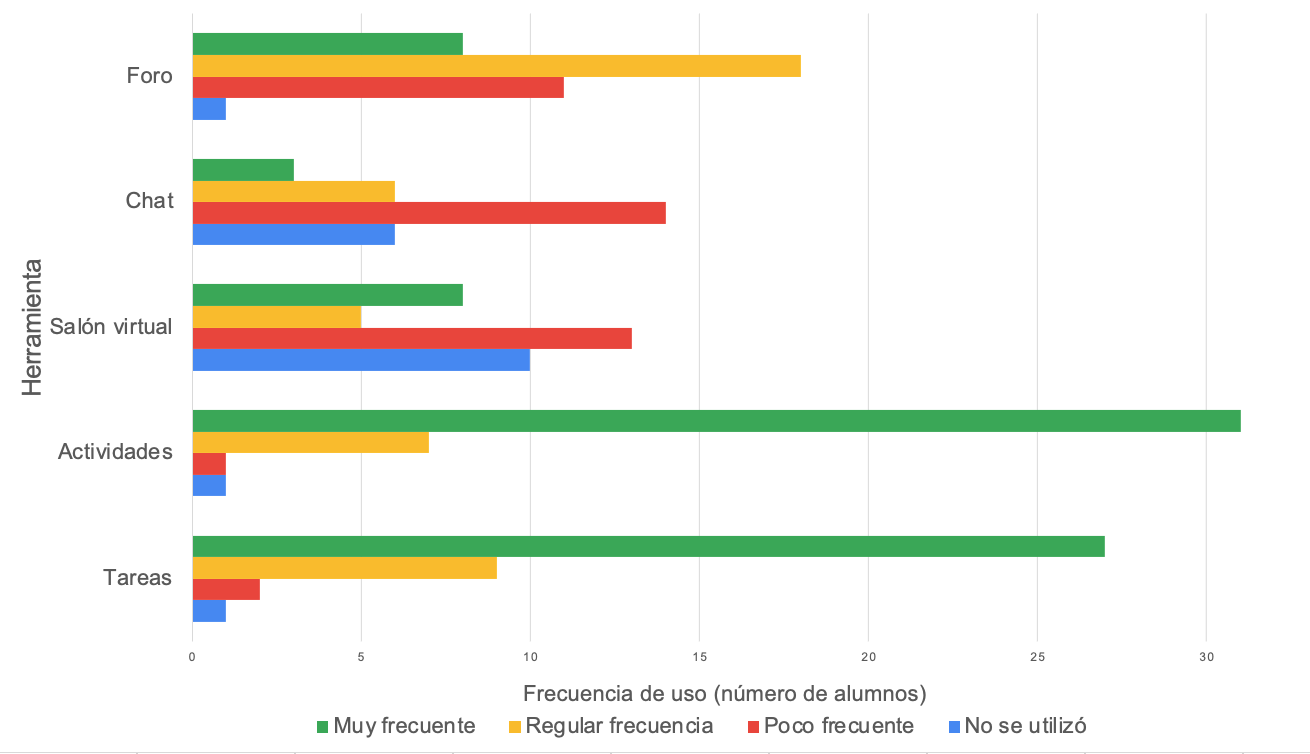 Foro
Chat
Salón virtual
Actividades
Tareas
Herramienta
0 5 10 15 20 25 30
Frecuencia de uso (número de alumnos)
Muy frecuente Regular frecuencia Poco frecuente No se utilizó